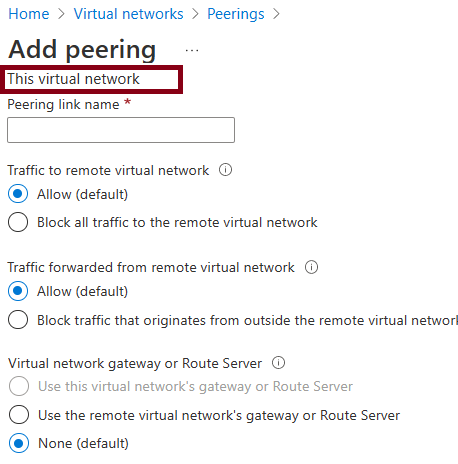 Home > Virtual networks > Peerings >
Add peering ...
This virtual network
Peering link name *
Traffic to remote virtual network
Allow (default)
Block all traffic to the remote virtual network
Traffic forwarded from remote virtual network
Allow (default)
Block traffic that originates from outside the remote virtual
Virtual network gateway or Route Server
Use this virtual network's gateway or Route Server
Use the remote virtual network's gateway or Route Server
None (default)